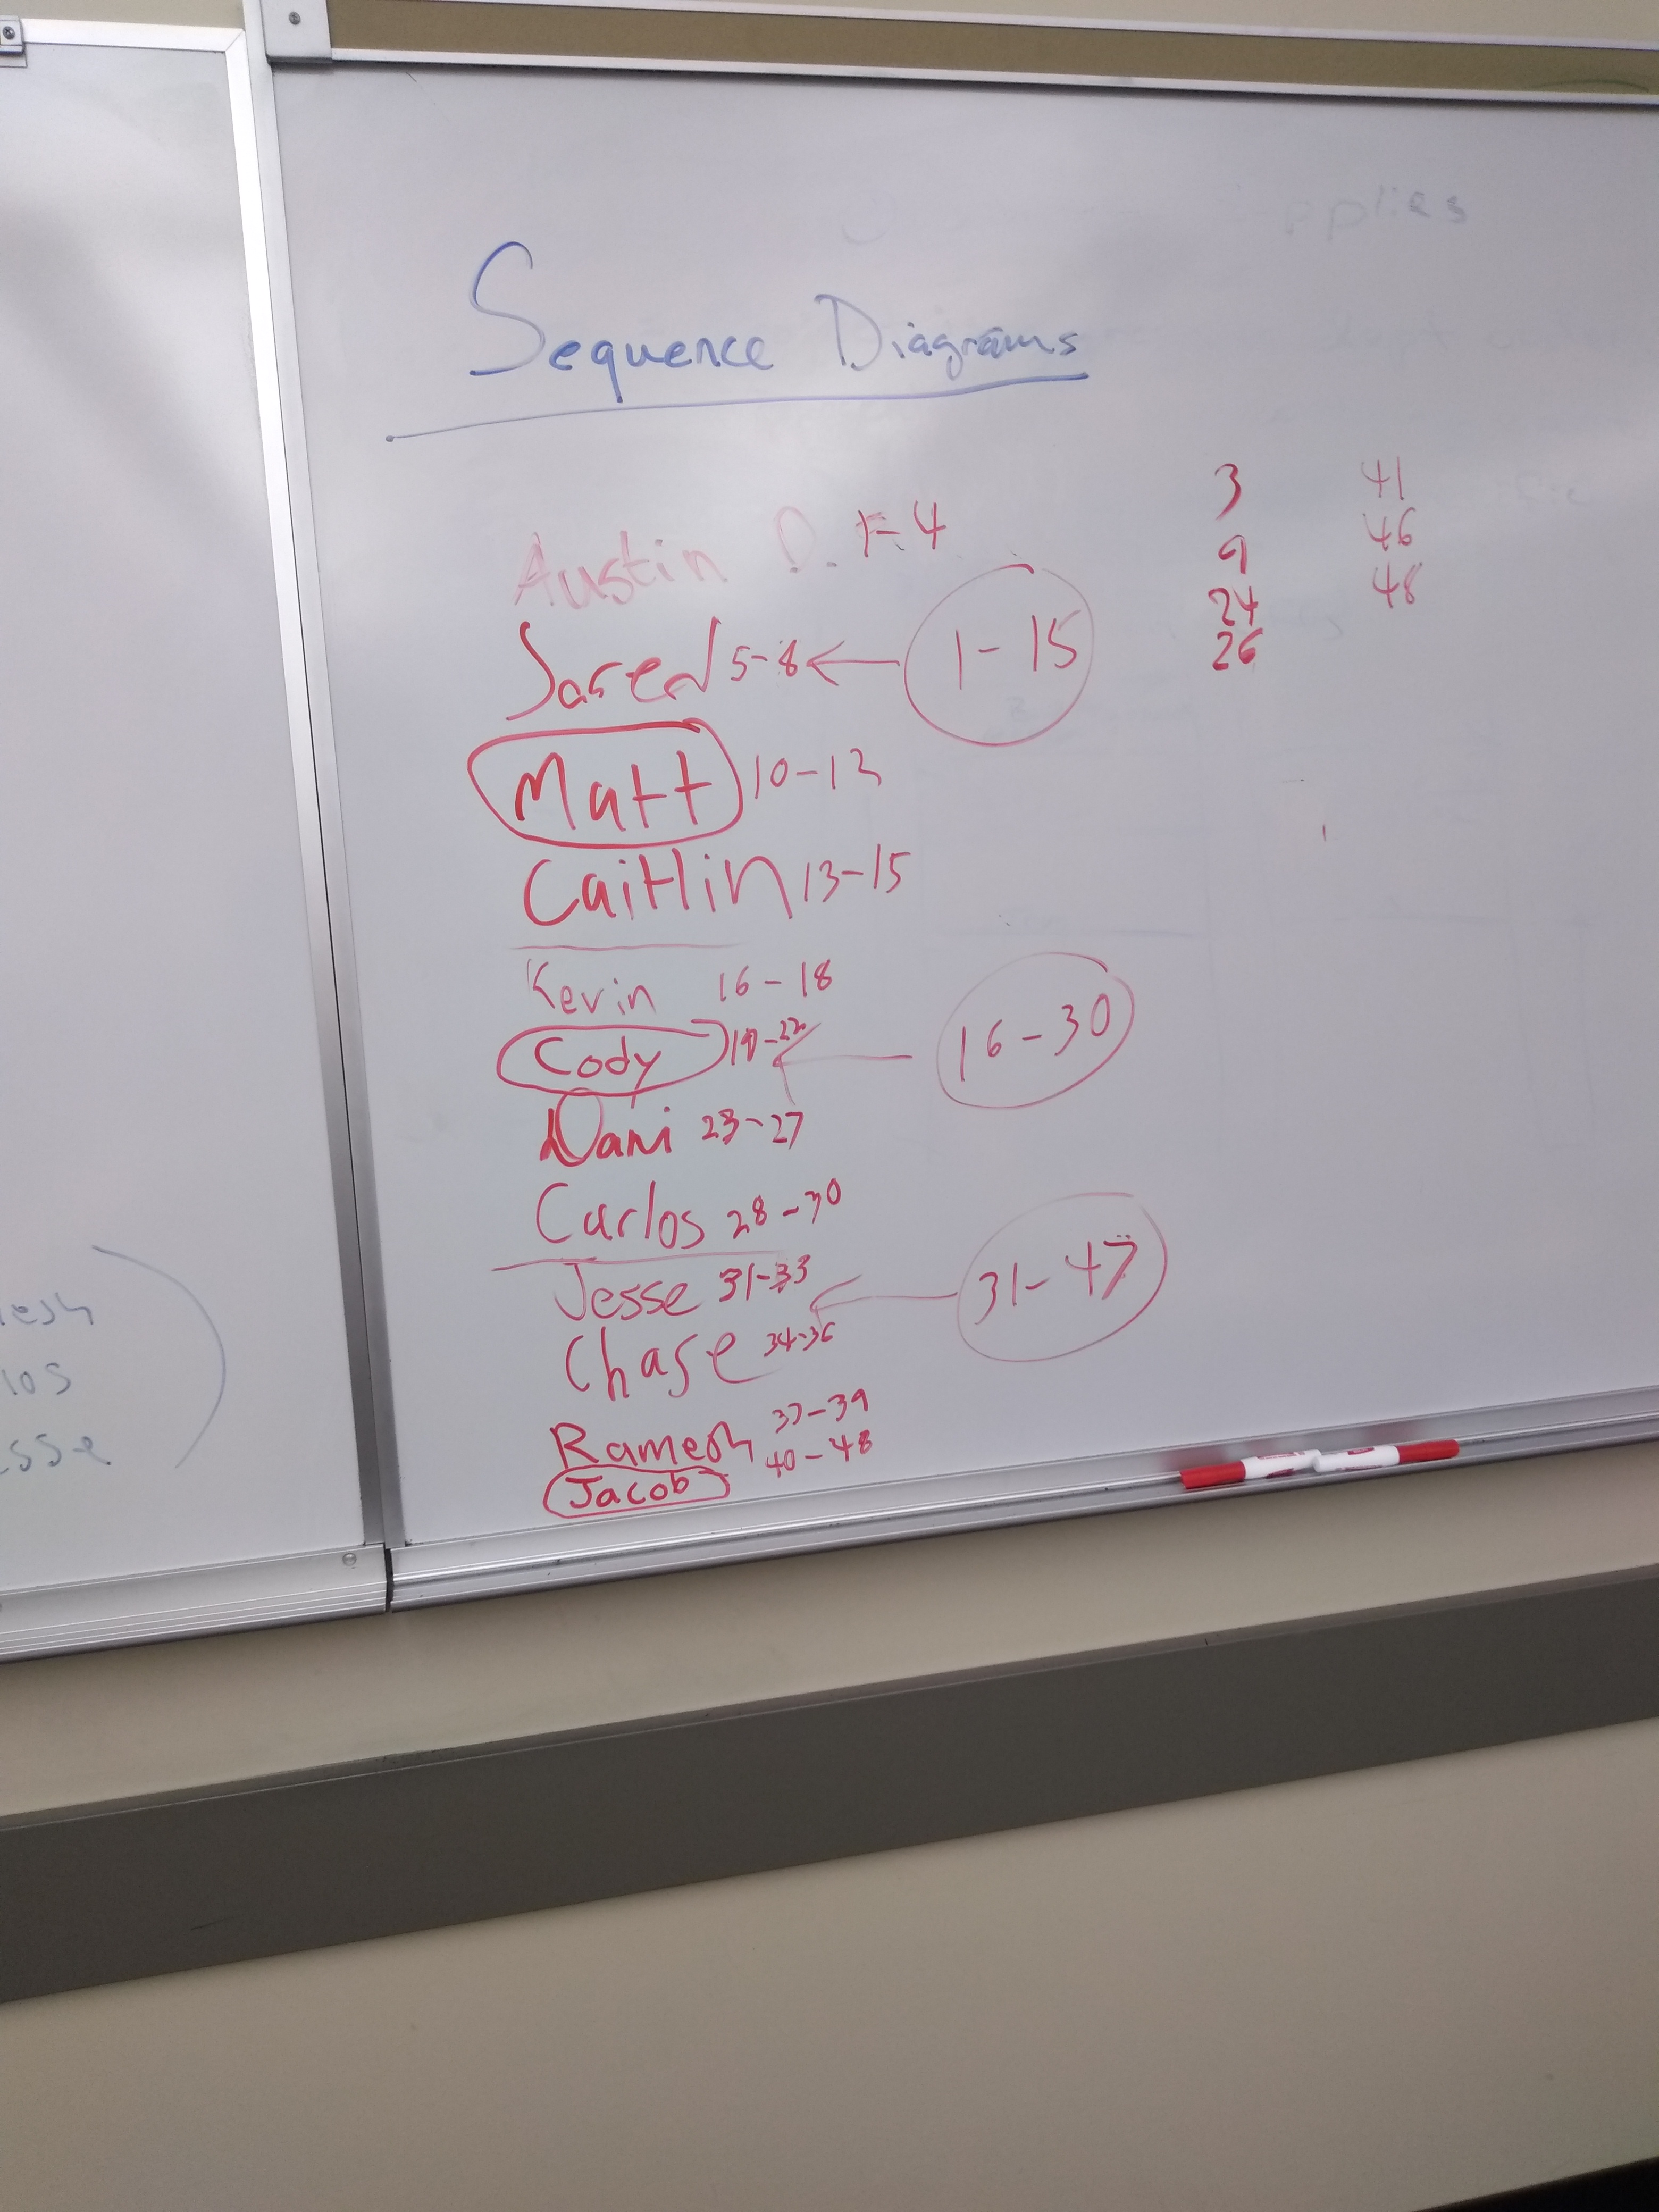 Sequence Diagrams
Austin D. 1-4
Jared 5-8
1-15
Matt 10-12
Caitlin 13-15
Kevin 16-18
Cody 19-22
16-30
Dani 23-27
Carlos 28-30
Jesse 31-33
31-47
Chase 34-36
Ramesh 37-39
Jacob 40-48
3
9
24
26
41
46
48
esh
los
esse
pplies